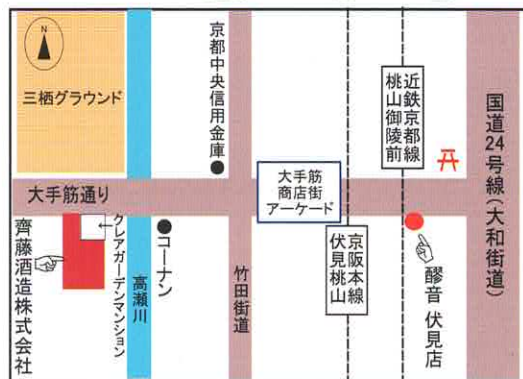 N
三栖グラウンド
京都中央信用金庫
近鉄京都線
桃山御陵前
国道24号線(大和街道)
大手筋通り
大手筋
商店街
アーケード
齊藤酒造株式会社
クレアガーデンマンション
高瀬川
コーナン
竹田街道
京阪本線
伏見桃山
醪音 伏見店